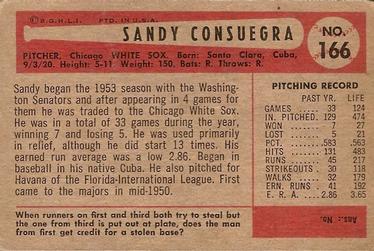 © B.G.H.L.I. PTD. IN U.S.A.
SANDY CONSUEGRA
NO. 166
PITCHER, Chicago WHITE SOX. Born: Santa Clara, Cuba,
9/3/20. Height: 5-11 Weight: 150. Bats: R. Throws: R.
Sandy began the 1953 season with the Washing-
ton Senators and after appearing in 4 games for
them he was traded to the Chicago White Sox.
He was in a total of 33 games during the year,
winning 7 and losing 5. He was used primarily
in relief, although he did start 13 times. His
earned run average was a low 2.86. Began in
baseball in his native Cuba. He also pitched for
Havana of the Florida-International League. First
came to the majors in mid-1950.
PITCHING RECORD
PAST YR. LIFE
GAMES 33 124
IN. PITCHED 129 474
WON 7 27
LOST 5 21
PCT. .583 .563
HITS 131 483
RUNS 45 217
STRIKEOUTS 30 118
WALKS 32 179
ERN. RUNS 41 192
E. R. A. 2.86 3.65
When runners on first and third both try to steal but
the one from third is put out at plate, does the man
from first get credit for a stolen base?
Ans.: No.